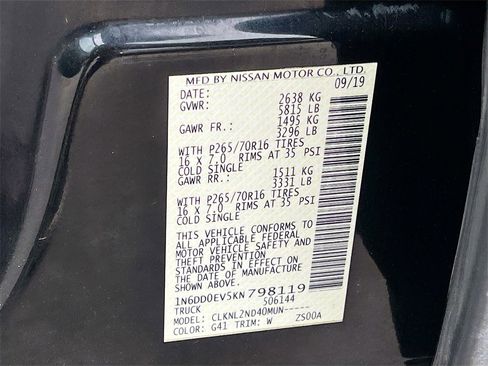 MFD BY NISSAN MOTOR CO., LTD.
DATE: 09/19
GVWR: 2638 KG
5815 LB
GAWR FR.: 1495 KG
3296 LB
WITH P265/70R16 TIRES
16 X 7.0 RIMS AT 35 PSI
COLD SINGLE
GAWR RR.: 1511 KG
3331 LB
WITH P265/70R16 TIRES
16 X 7.0 RIMS AT 35 PSI
COLD SINGLE
THIS VEHICLE CONFORMS TO
ALL APPLICABLE FEDERAL
MOTOR VEHICLE SAFETY AND
THEFT PREVENTION
STANDARDS IN EFFECT ON
THE DATE OF MANUFACTURE
1N6DD0EV5KN798119
TRUCK 506144
MODEL: CLKNL2ND40MUN-----
COLOR: G41 TRIM: W ZS00A